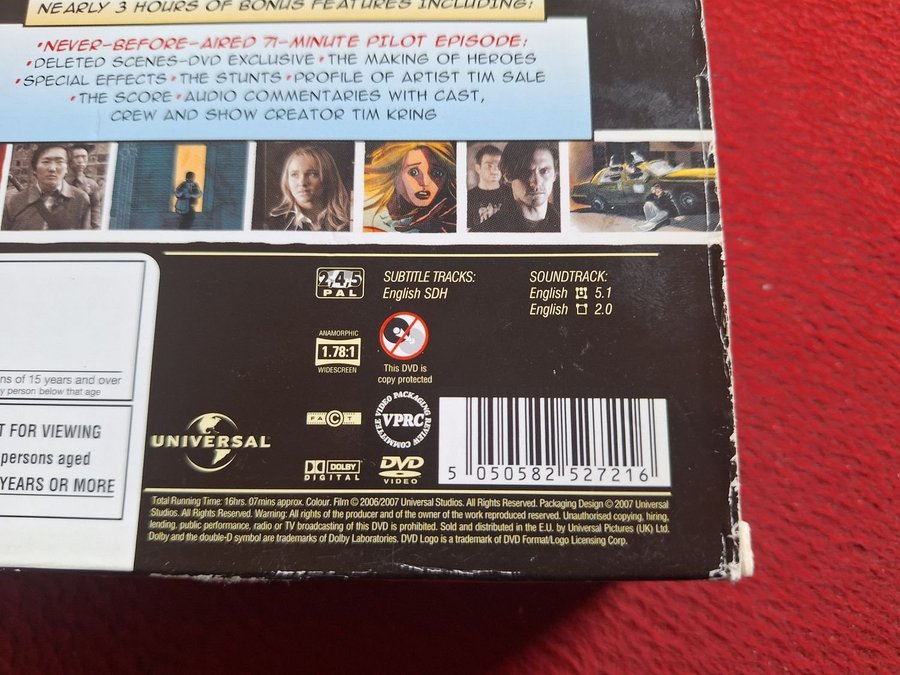 NEARLY 3 HOURS OF BONUS FEATURES INCLUDING:
•NEVER-BEFORE-AIRED 71-MINUTE PILOT EPISODE:
•DELETED SCENES-DVD EXCLUSIVE •THE MAKING OF HEROES
•SPECIAL EFFECTS •THE STUNTS •PROFILE OF ARTIST TIM SALE
•THE SCORE •AUDIO COMMENTARIES WITH CAST,
CREW AND SHOW CREATOR TIM KRING
2,4,5
PAL
SUBTITLE TRACKS:
English SDH
SOUNDTRACK:
English 5.1
English 2.0
ANAMORPHIC
1.78:1
WIDESCREEN
This DVD is
copy protected
ns of 15 years and over
y person below that age
T FOR VIEWING
persons aged
YEARS OR MORE
UNIVERSAL
FACT
VIDEO PACKAGING REVIEW COMMITTEE
VPRC
DOLBY
DIGITAL
DVD
VIDEO
5 050582 527216
Total Running Time: 16hrs. 07mins approx. Colour. Film © 2006/2007 Universal Studios. All Rights Reserved. Packaging Design © 2007 Universal
Studios. All Rights Reserved. Warning: All rights of the producer and of the owner of the work reproduced reserved. Unauthorised copying, hiring,
lending, public performance, radio or TV broadcasting of this DVD is prohibited. Sold and distributed in the E.U. by Universal Pictures (UK) Ltd.
Dolby and the double-D symbol are trademarks of Dolby Laboratories. DVD Logo is a trademark of DVD Format/Logo Licensing Corp.